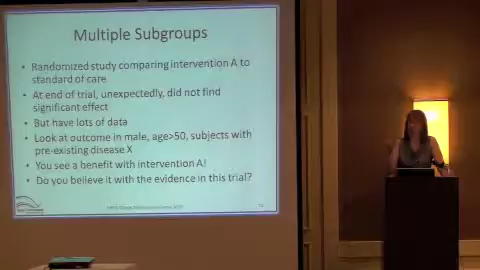 Multiple Subgroups
• Randomized study comparing intervention A to
standard of care
• At end of trial, unexpectedly, did not find
significant effect
• But have lots of data
• Look at outcome in male, age>50, subjects with
pre-existing disease X
• You see a benefit with intervention A!
• Do you believe it with the evidence in this trial?